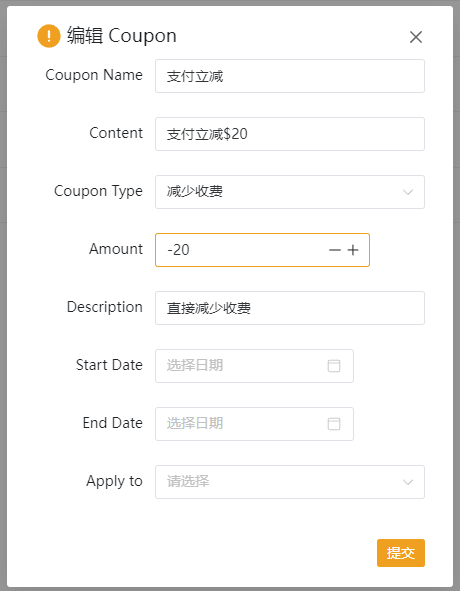 编辑 Coupon
Coupon Name 支付立减
Content 支付立减$20
Coupon Type 减少收费
Amount -20
Description 直接减少收费
Start Date 选择日期
End Date 选择日期
Apply to 请选择
提交